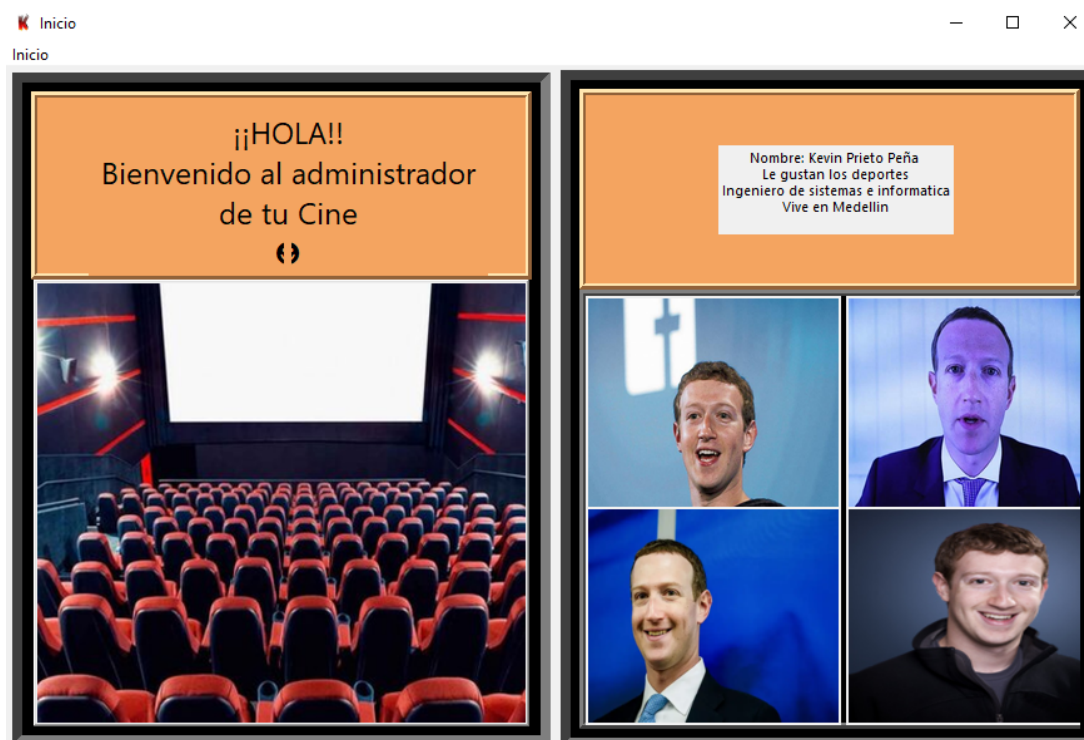 Inicio
Inicio
¡¡HOLA!!
Bienvenido al administrador
de tu Cine
Nombre: Kevin Prieto Peña
Le gustan los deportes
Ingeniero de sistemas e informatica
Vive en Medellin